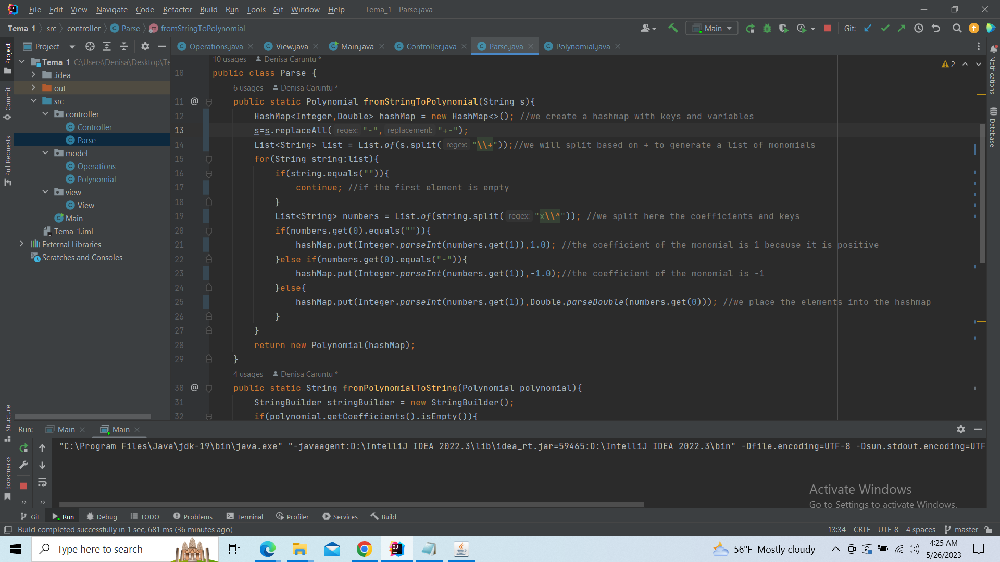 File Edit View Navigate Code Refactor Build Run Tools Git Window Help Tema_1 - Parse.java
Tema_1 src controller Parse fromStringToPolynomial Main Git:
Project Operations.java View.java Main.java Controller.java Parse.java Polynomial.java
Project
Commit
Pull Requests
Structure
Bookmarks
Notifications
Database
Tema_1 C:\Users\Denisa\Desktop\Te
.idea
out
src
controller
Controller
Parse
model
Operations
Polynomial
view
View
Main
Tema_1.iml
External Libraries
Scratches and Consoles
10 usages Denisa Caruntu *
2
10 public class Parse {
6 usages Denisa Caruntu *
11 @ public static Polynomial fromStringToPolynomial(String s){
12 HashMap<Integer,Double> hashMap = new HashMap<>(); //we create a hashmap with keys and variables
13 s=s.replaceAll( regex: "-", replacement: "+-");
14 List<String> list = List.of(s.split( regex: "\\+"));//we will split based on + to generate a list of monomials
15 for(String string:list){
16 if(string.equals("")){
17 continue; //if the first element is empty
18 }
19 List<String> numbers = List.of(string.split( regex: "x\\^")); //we split here the coefficients and keys
20 if(numbers.get(0).equals("")){
21 hashMap.put(Integer.parseInt(numbers.get(1)),1.0); //the coefficient of the monomial is 1 because it is positive
22 }else if(numbers.get(0).equals("-")){
23 hashMap.put(Integer.parseInt(numbers.get(1)),-1.0);//the coefficient of the monomial is -1
24 }else{
25 hashMap.put(Integer.parseInt(numbers.get(1)),Double.parseDouble(numbers.get(0))); //we place the elements into the hashmap
26 }
27 }
28 return new Polynomial(hashMap);
29 }
4 usages Denisa Caruntu *
30 @ public static String fromPolynomialToString(Polynomial polynomial){
31 StringBuilder stringBuilder = new StringBuilder();
32 if(polynomial.getCoefficients().isEmpty()){
Run: Main Main
"C:\Program Files\Java\jdk-19\bin\java.exe" "-javaagent:D:\IntelliJ IDEA 2022.3\lib\idea_rt.jar=59465:D:\IntelliJ IDEA 2022.3\bin" -Dfile.encoding=UTF-8 -Dsun.stdout.encoding=UTF
Activate Windows
Go to Settings to activate Windows.
Git Run Debug TODO Problems Terminal Profiler Services Build
Build completed successfully in 1 sec, 681 ms (36 minutes ago) 13:34 CRLF UTF-8 4 spaces master
Type here to search 56°F Mostly cloudy 4:25 AM
5/26/2023